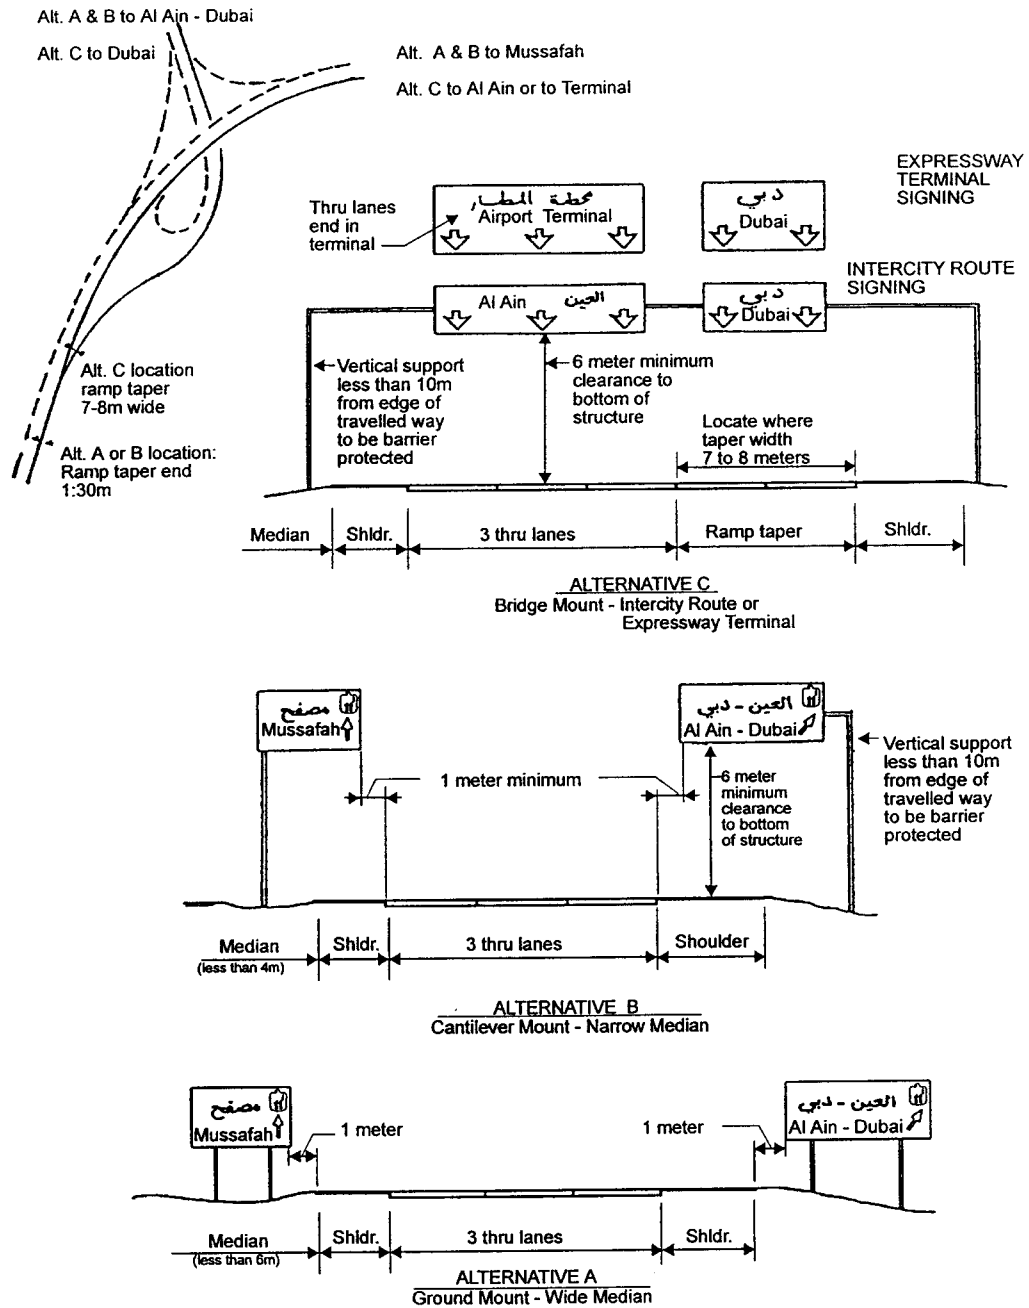 Alt. A & B to Al Ain - Dubai
Alt. C to Dubai
Alt. A & B to Mussafah
Alt. C to Al Ain or to Terminal
EXPRESSWAY
TERMINAL
SIGNING
Thru lanes
end in
terminal
محطة المطار
Airport Terminal
دبي
Dubai
INTERCITY ROUTE
SIGNING
Al Ain العين
دبي
Dubai
Alt. C location
ramp taper
7-8m wide
Alt. A or B location:
Ramp taper end
1:30m
Vertical support
less than 10m
from edge of
travelled way
to be barrier
protected
6 meter minimum
clearance to
bottom of
structure
Locate where
taper width
7 to 8 meters
Median
Shldr.
3 thru lanes
Ramp taper
Shldr.
ALTERNATIVE C
Bridge Mount - Intercity Route or
Expressway Terminal
مصفح
Mussafah
العين - دبي
Al Ain - Dubai
1 meter minimum
6 meter
minimum
clearance
to bottom
of structure
Vertical support
less than 10m
from edge of
travelled way
to be barrier
protected
Median
(less than 4m)
Shldr.
3 thru lanes
Shoulder
ALTERNATIVE B
Cantilever Mount - Narrow Median
مصفح
Mussafah
1 meter
1 meter
العين - دبي
Al Ain - Dubai
Median
(less than 6m)
Shldr.
3 thru lanes
Shldr.
ALTERNATIVE A
Ground Mount - Wide Median